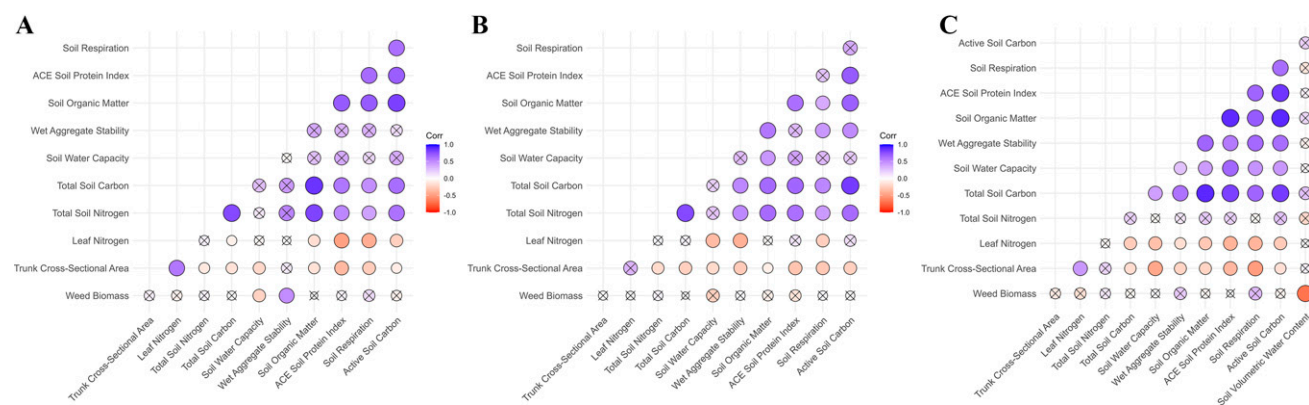 A
Soil Respiration
ACE Soil Protein Index
Soil Organic Matter
Wet Aggregate Stability
Soil Water Capacity
Total Soil Carbon
Total Soil Nitrogen
Leaf Nitrogen
Trunk Cross-Sectional Area
Weed Biomass
Trunk Cross-Sectional Area
Leaf Nitrogen
Total Soil Nitrogen
Total Soil Carbon
Soil Water Capacity
Wet Aggregate Stability
Soil Organic Matter
ACE Soil Protein Index
Soil Respiration
Active Soil Carbon
Corr
1.0
0.5
0.0
-0.5
-1.0
B
Soil Respiration
ACE Soil Protein Index
Soil Organic Matter
Wet Aggregate Stability
Soil Water Capacity
Total Soil Carbon
Total Soil Nitrogen
Leaf Nitrogen
Trunk Cross-Sectional Area
Weed Biomass
Trunk Cross-Sectional Area
Leaf Nitrogen
Total Soil Nitrogen
Total Soil Carbon
Soil Water Capacity
Wet Aggregate Stability
Soil Organic Matter
ACE Soil Protein Index
Soil Respiration
Active Soil Carbon
Corr
1.0
0.5
0.0
-0.5
-1.0
C
Active Soil Carbon
Soil Respiration
ACE Soil Protein Index
Soil Organic Matter
Wet Aggregate Stability
Soil Water Capacity
Total Soil Carbon
Total Soil Nitrogen
Leaf Nitrogen
Trunk Cross-Sectional Area
Weed Biomass
Trunk Cross-Sectional Area
Leaf Nitrogen
Total Soil Nitrogen
Total Soil Carbon
Soil Water Capacity
Wet Aggregate Stability
Soil Organic Matter
ACE Soil Protein Index
Soil Respiration
Active Soil Carbon
Soil Volumetric Water Content